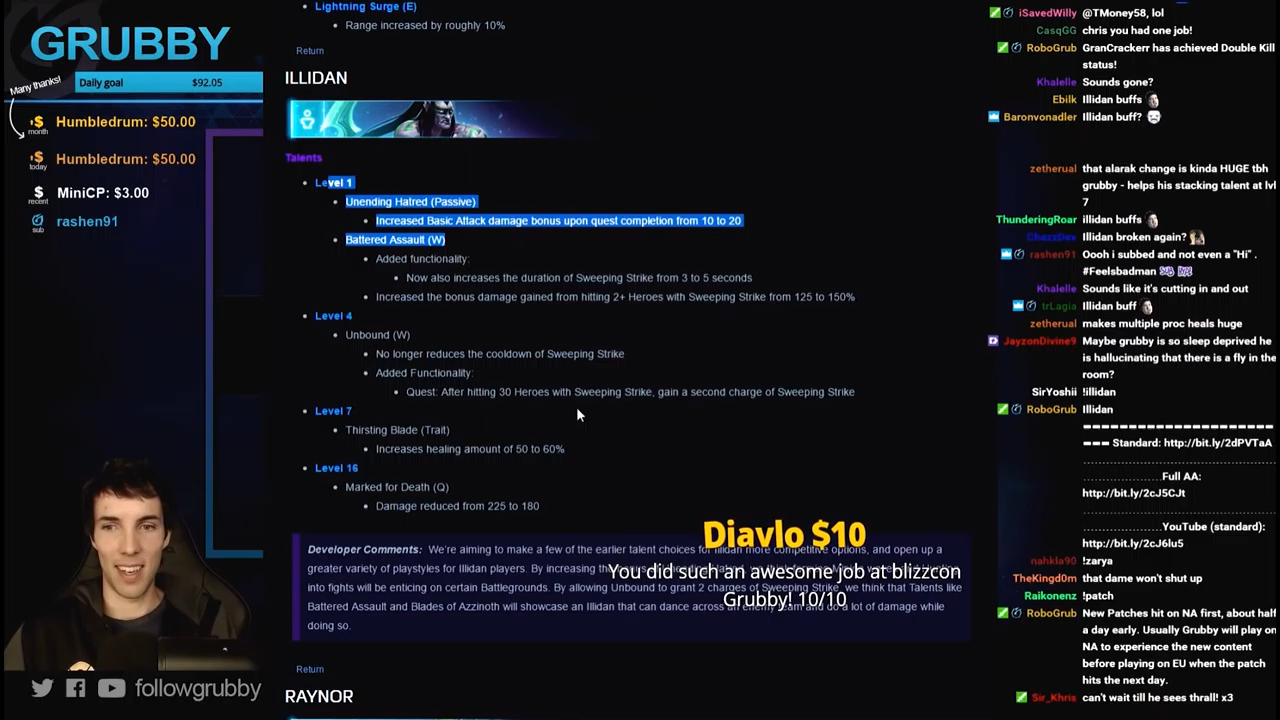 GRUBBY
Many thanks!
Daily goal $92.05
month Humbledrum: $50.00
today Humbledrum: $50.00
recent MiniCP: $3.00
sub rashen91
followgrubby
Lightning Surge (E)
Range increased by roughly 10%
Return
ILLIDAN
Talents
Level 1
Unending Hatred (Passive)
Increased Basic Attack damage bonus upon quest completion from 10 to 20
Battered Assault (W)
Added functionality:
Now also increases the duration of Sweeping Strike from 3 to 5 seconds
Increased the bonus damage gained from hitting 2+ Heroes with Sweeping Strike from 125 to 150%
Level 4
Unbound (W)
No longer reduces the cooldown of Sweeping Strike
Added Functionality:
Quest: After hitting 30 Heroes with Sweeping Strike, gain a second charge of Sweeping Strike
Level 7
Thirsting Blade (Trait)
Increases healing amount of 50 to 60%
Level 16
Marked for Death (Q)
Damage reduced from 225 to 180
Diavlo $10
You did such an awesome job at blizzcon
Grubby! 10/10
Developer Comments: We're aiming to make a few of the earlier talent choices for Illidan more competitive options, and open up a
greater variety of playstyles for Illidan players. By increasing
into fights will be enticing on certain Battlegrounds. By allowing Unbound to grant 2 charges of Sweeping Strike, we think that Talents like
Battered Assault and Blades of Azzinoth will showcase an Illidan that can dance across an enemy team and do a lot of damage while
doing so.
Return
RAYNOR
iSavedWilly @TMoney58, lol
CasqGG chris you had one job!
RoboGrub GranCrackerr has achieved Double Kill
status!
Khalelle Sounds gone?
Ebilk Illidan buffs
Baronvonadler Illidan buff?
zetherual that alarak change is kinda HUGE tbh
grubby - helps his stacking talent at lvl
7
ThunderingRoar illidan buffs
ChazzDev Illidan broken again?
rashen91 Oooh i subbed and not even a "Hi" .
#Feelsbadman
Khalelle Sounds like it's cutting in and out
trLagia Illidan buff
zetherual makes multiple proc heals huge
JayzonDivine9 Maybe grubby is so sleep deprived he
is hallucinating that there is a fly in the
room?
SirYoshii !illidan
RoboGrub Illidan
Standard: http://bit.ly/2dPVTaA
Full AA:
http://bit.ly/2cJ5CJt
YouTube (standard):
http://bit.ly/2cJ6lu5
nahkla90 !zarya
TheKingd0m that dame won't shut up
Raikonenz !patch
RoboGrub New Patches hit on NA first, about half
a day early. Usually Grubby will play on
NA to experience the new content
before playing on EU when the patch
hits the next day.
Sir_Khris can't wait till he sees thrall! x3